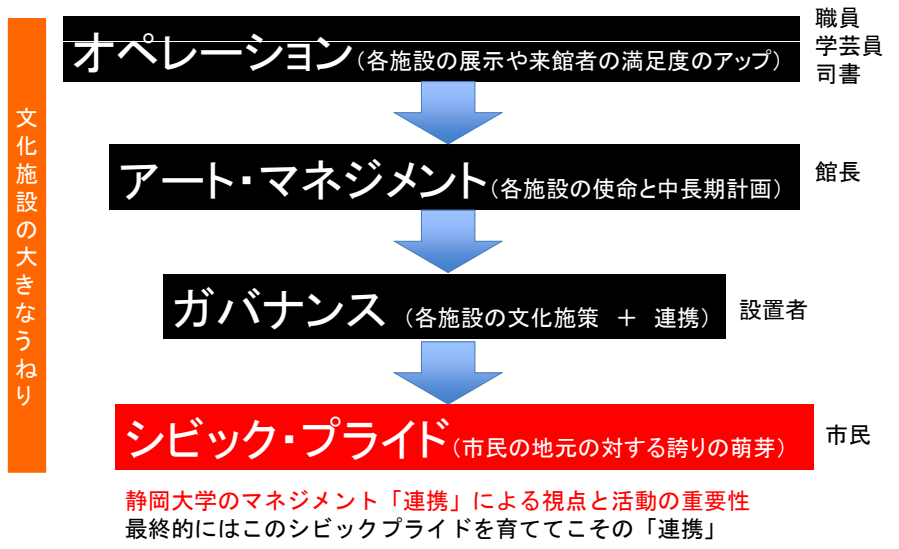 文化施設の大きなうねり
オペレーション(各施設の展示や来館者の満足度のアップ)
職員
学芸員
司書
アート・マネジメント(各施設の使命と中長期計画)
館長
ガバナンス (各施設の文化施策 + 連携)
設置者
シビック・プライド(市民の地元の対する誇りの萌芽)
市民
静岡大学のマネジメント「連携」による視点と活動の重要性
最終的にはこのシビックプライドを育ててこその「連携」